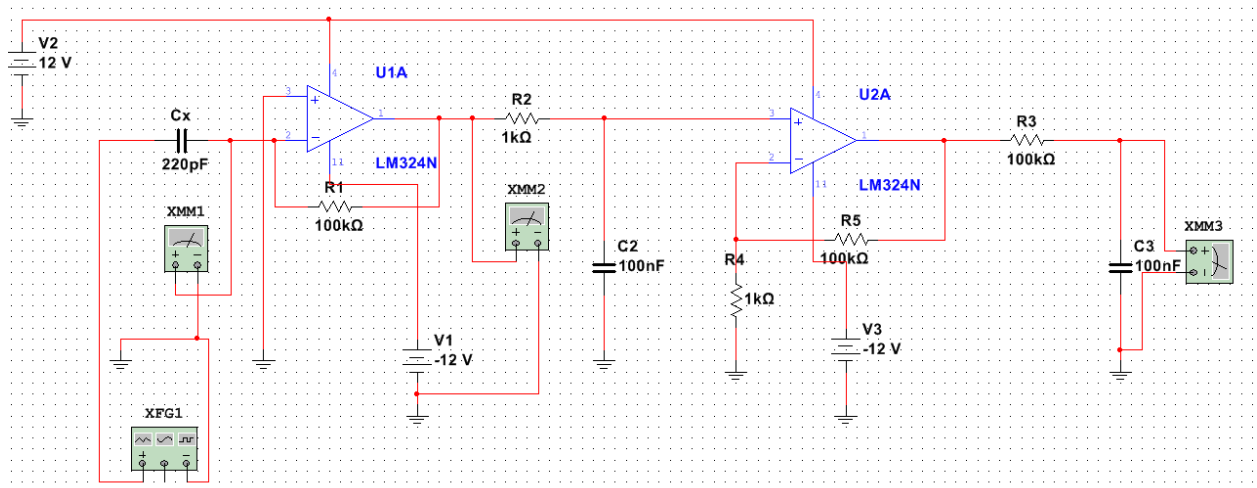 V2
12 V
4
U1A
3
1
2
11
LM324N
Cx
220pF
R1
100kΩ
R2
1kΩ
XMM1
+ −
XMM2
+ −
C2
100nF
V1
-12 V
XFG1
+ −
4
U2A
3
1
2
11
LM324N
R3
100kΩ
R5
100kΩ
R4
1kΩ
V3
-12 V
C3
100nF
XMM3
+
−